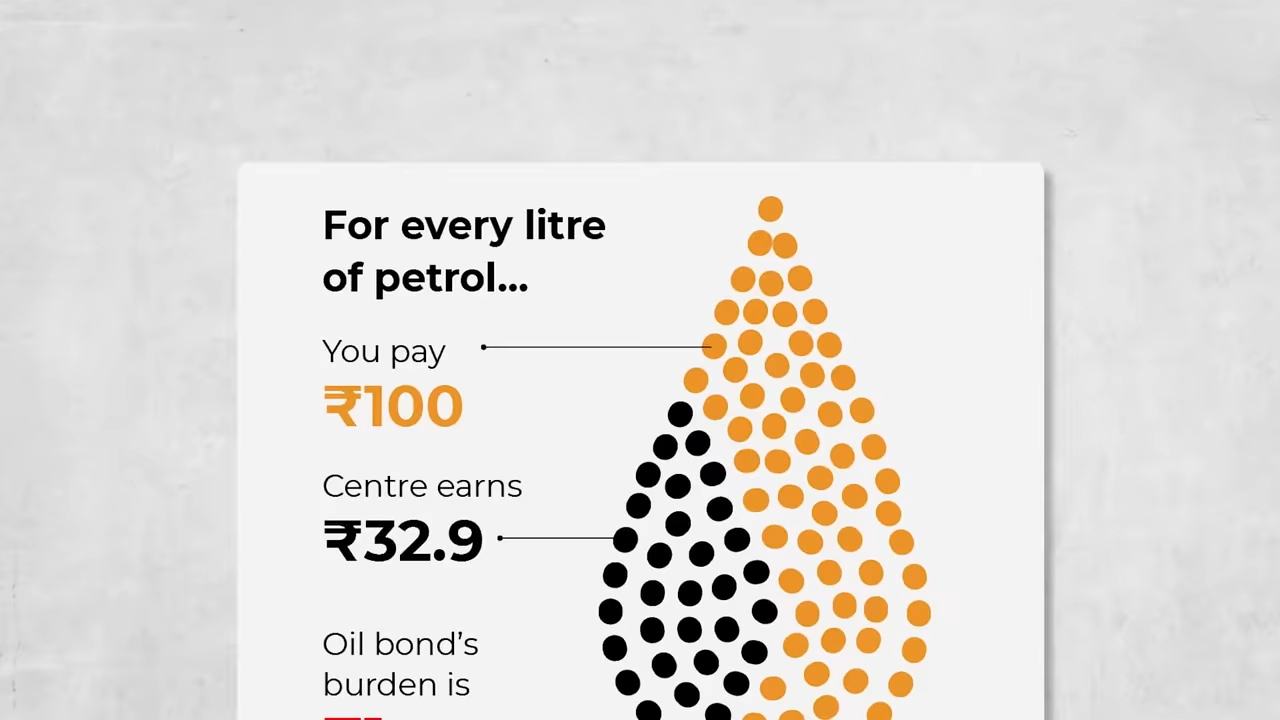 For every litre
of petrol...
You pay
₹100
Centre earns
₹32.9
Oil bond's
burden is